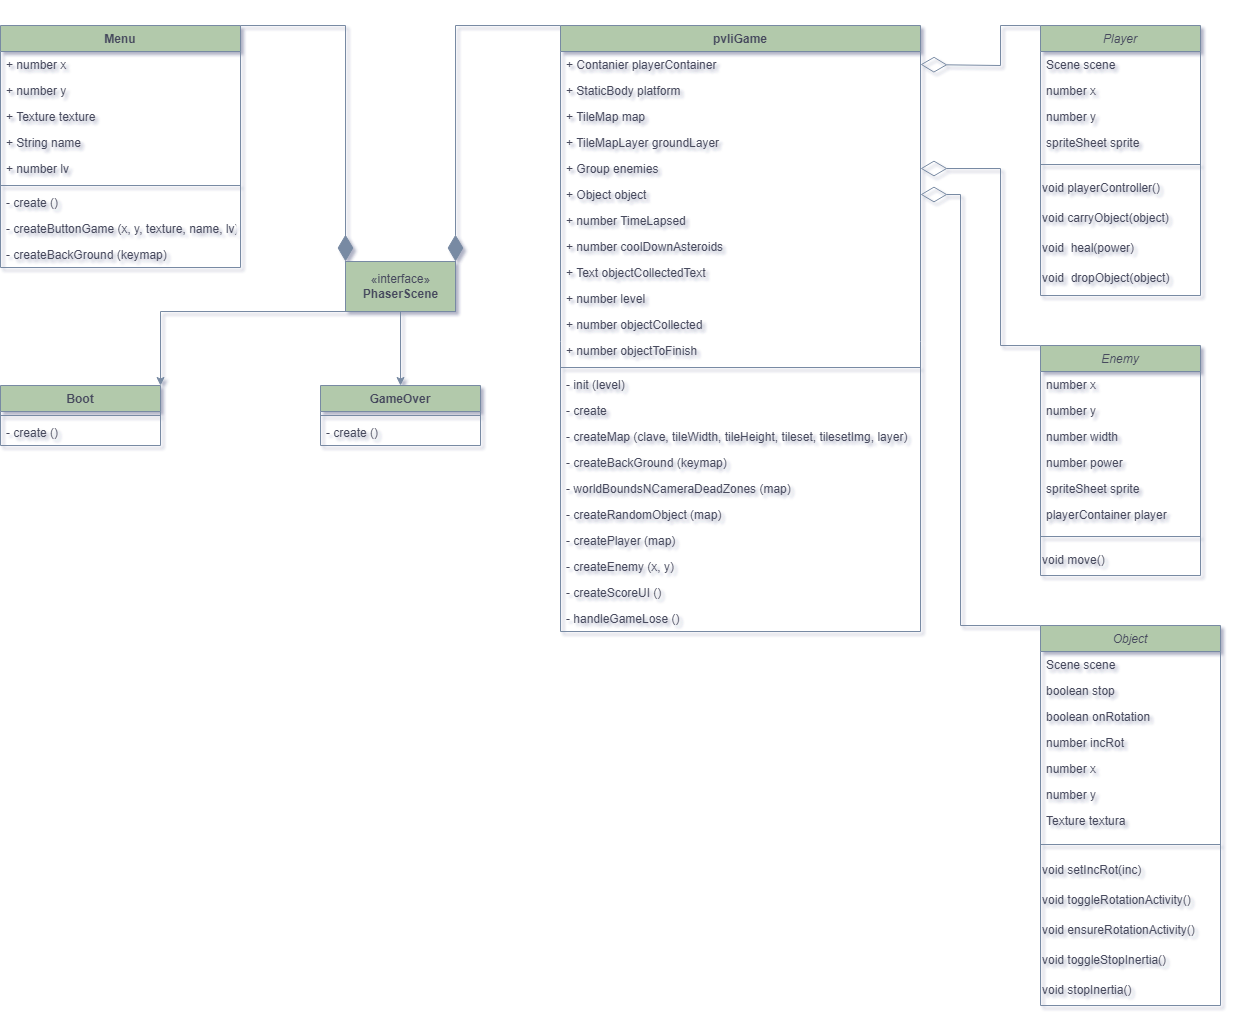 Menu
+ number x
+ number y
+ Texture texture
+ String name
+ number lv
- create ()
- createButtonGame (x, y, texture, name, lv)
- createBackGround (keymap)
«interface»
PhaserScene
Boot
- create ()
GameOver
- create ()
pvliGame
+ Contanier playerContainer
+ StaticBody platform
+ TileMap map
+ TileMapLayer groundLayer
+ Group enemies
+ Object object
+ number TimeLapsed
+ number coolDownAsteroids
+ Text objectCollectedText
+ number level
+ number objectCollected
+ number objectToFinish
- init (level)
- create
- createMap (clave, tileWidth, tileHeight, tileset, tilesetImg, layer)
- createBackGround (keymap)
- worldBoundsNCameraDeadZones (map)
- createRandomObject (map)
- createPlayer (map)
- createEnemy (x, y)
- createScoreUI ()
- handleGameLose ()
Player
Scene scene
number x
number y
spriteSheet sprite
void playerController()
void carryObject(object)
void heal(power)
void dropObject(object)
Enemy
number x
number y
number width
number power
spriteSheet sprite
playerContainer player
void move()
Object
Scene scene
boolean stop
boolean onRotation
number incRot
number x
number y
Texture textura
void setIncRot(inc)
void toggleRotationActivity()
void ensureRotationActivity()
void toggleStopInertia()
void stopInertia()